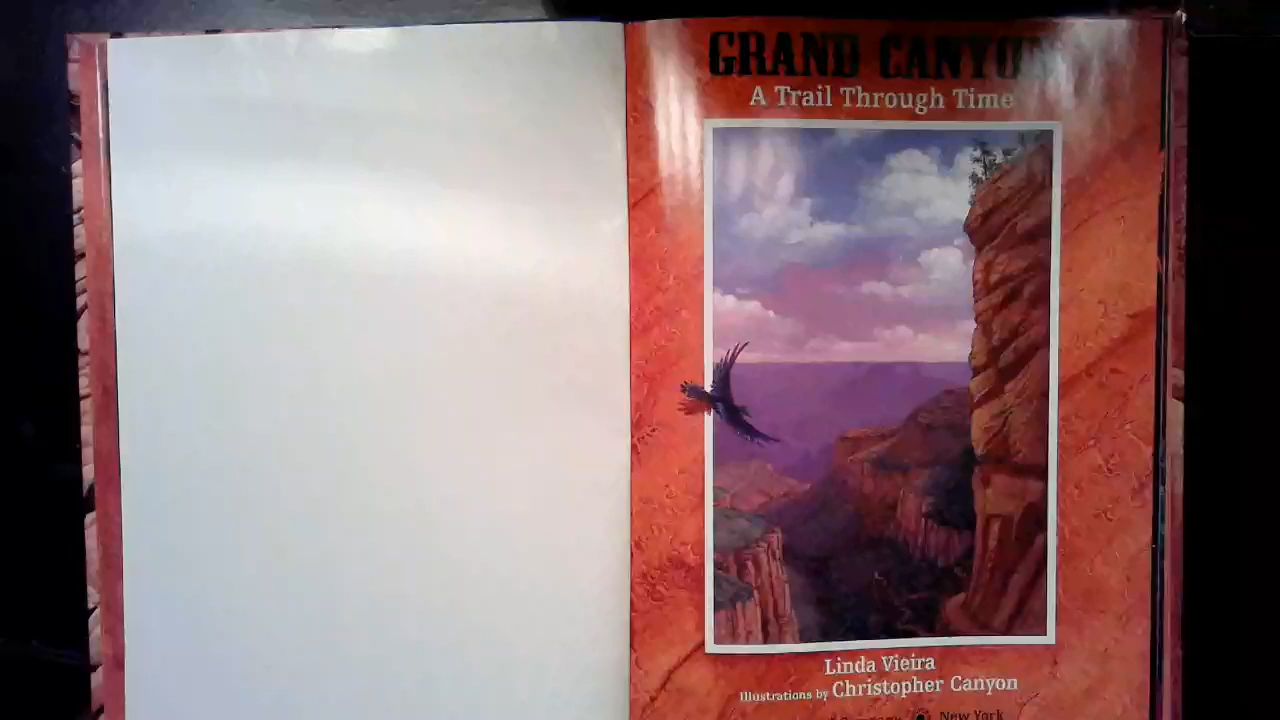 GRAND CANYON
A Trail Through Time
Linda Vieira
Illustrations by Christopher Canyon
New York